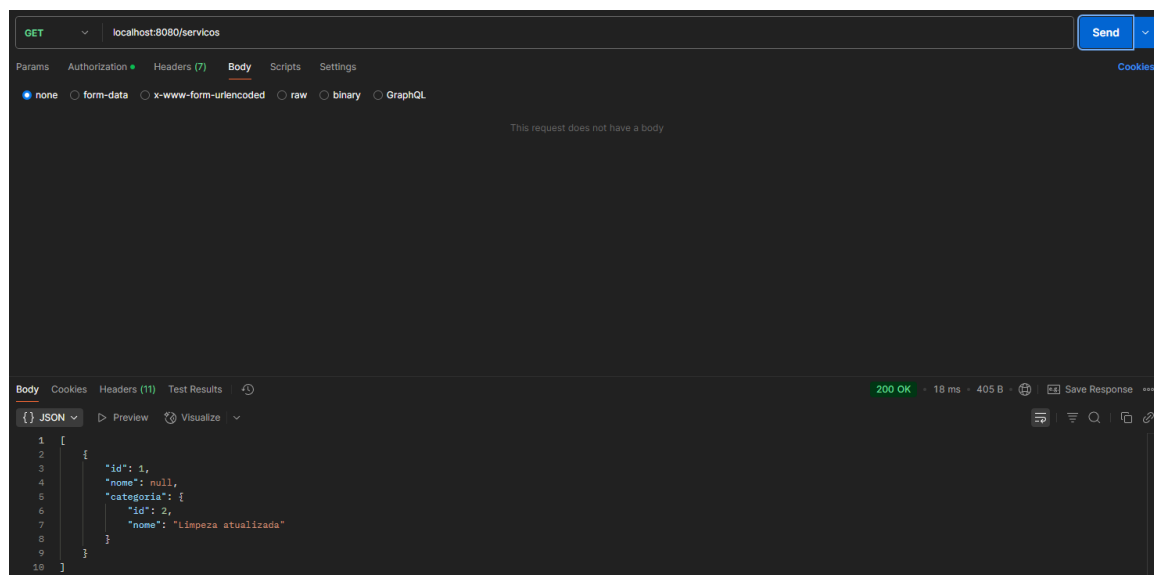 GET localhost:8080/servicos Send
Params Authorization Headers (7) Body Scripts Settings Cookies
none form-data x-www-form-urlencoded raw binary GraphQL
This request does not have a body
Body Cookies Headers (11) Test Results 200 OK 18 ms 405 B Save Response
{} JSON Preview Visualize
1 [
2 {
3 "id": 1,
4 "nome": null,
5 "categoria": {
6 "id": 2,
7 "nome": "Limpeza atualizada"
8 }
9 }
10 ]